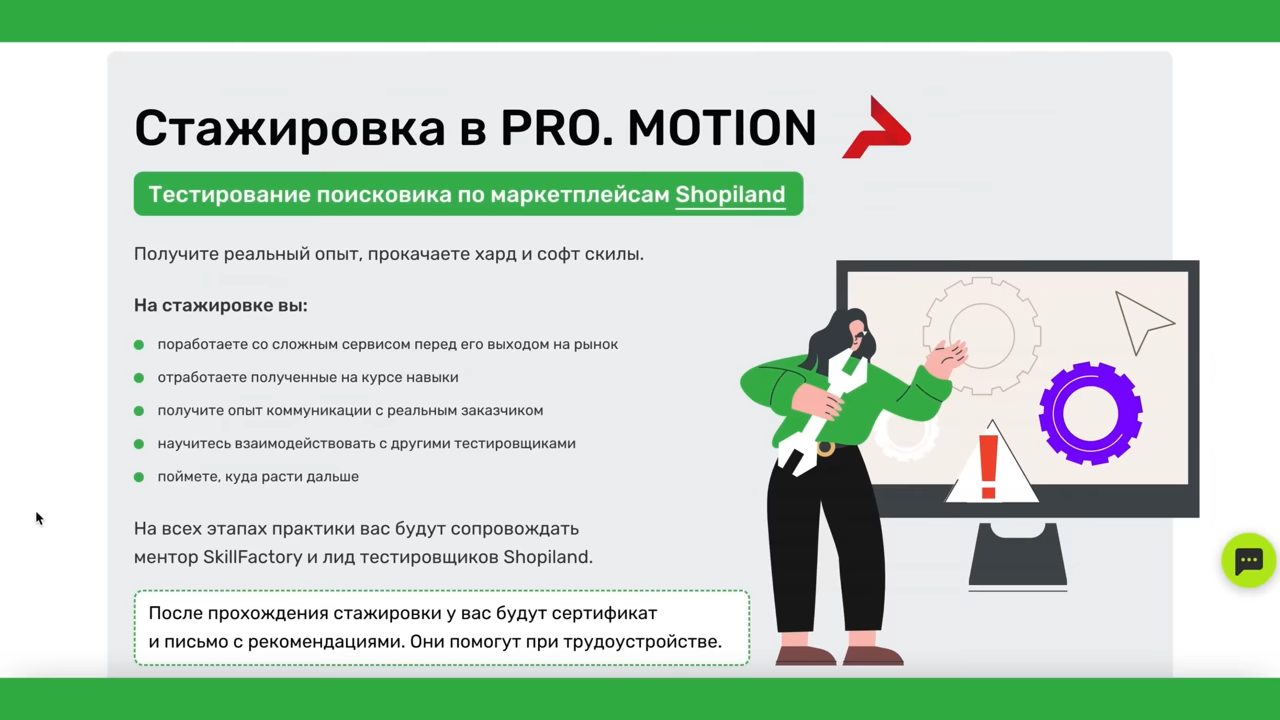 Стажировка в PRO. MOTION
Тестирование поисковика по маркетплейсам Shopiland
Получите реальный опыт, прокачаете хард и софт скилы.
На стажировке вы:
поработаете со сложным сервисом перед его выходом на рынок
отработаете полученные на курсе навыки
получите опыт коммуникации с реальным заказчиком
научитесь взаимодействовать с другими тестировщиками
поймете, куда расти дальше
На всех этапах практики вас будут сопровождать
ментор SkillFactory и лид тестировщиков Shopiland.
После прохождения стажировки у вас будут сертификат
и письмо с рекомендациями. Они помогут при трудоустройстве.